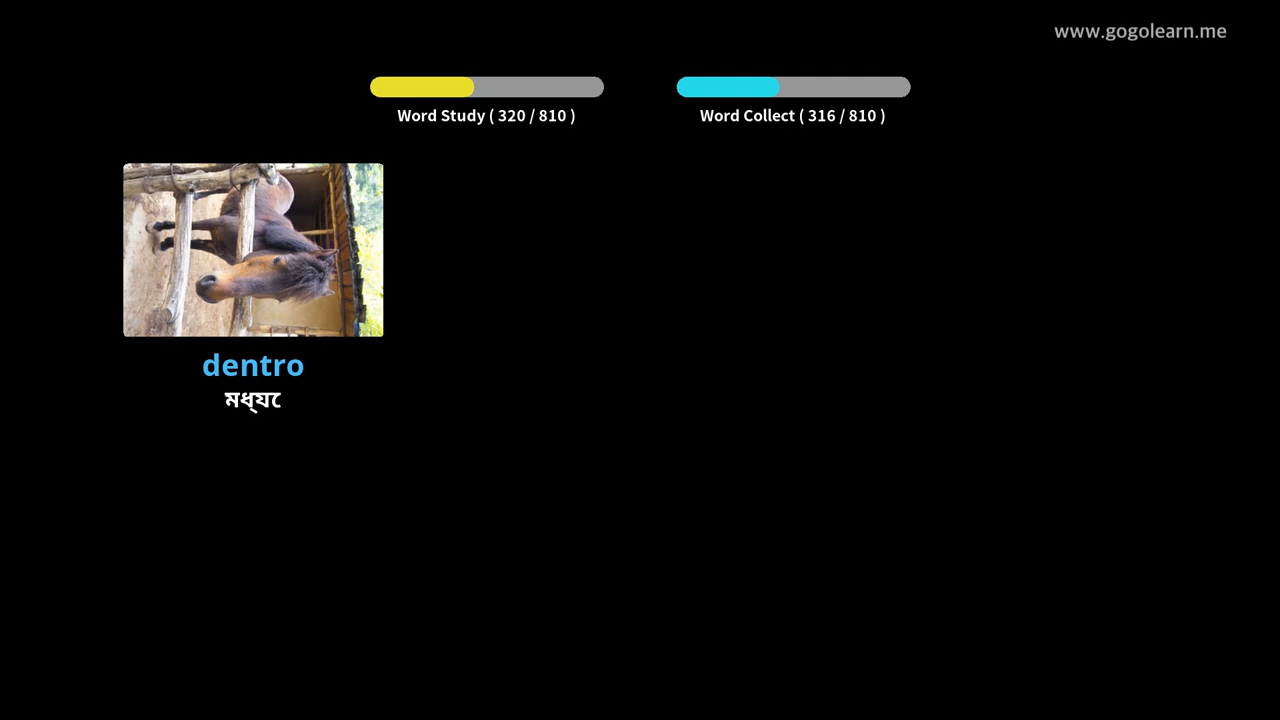 www.gogolearn.me
Word Study ( 320 / 810 )
Word Collect ( 316 / 810 )
dentro
মধ্যে